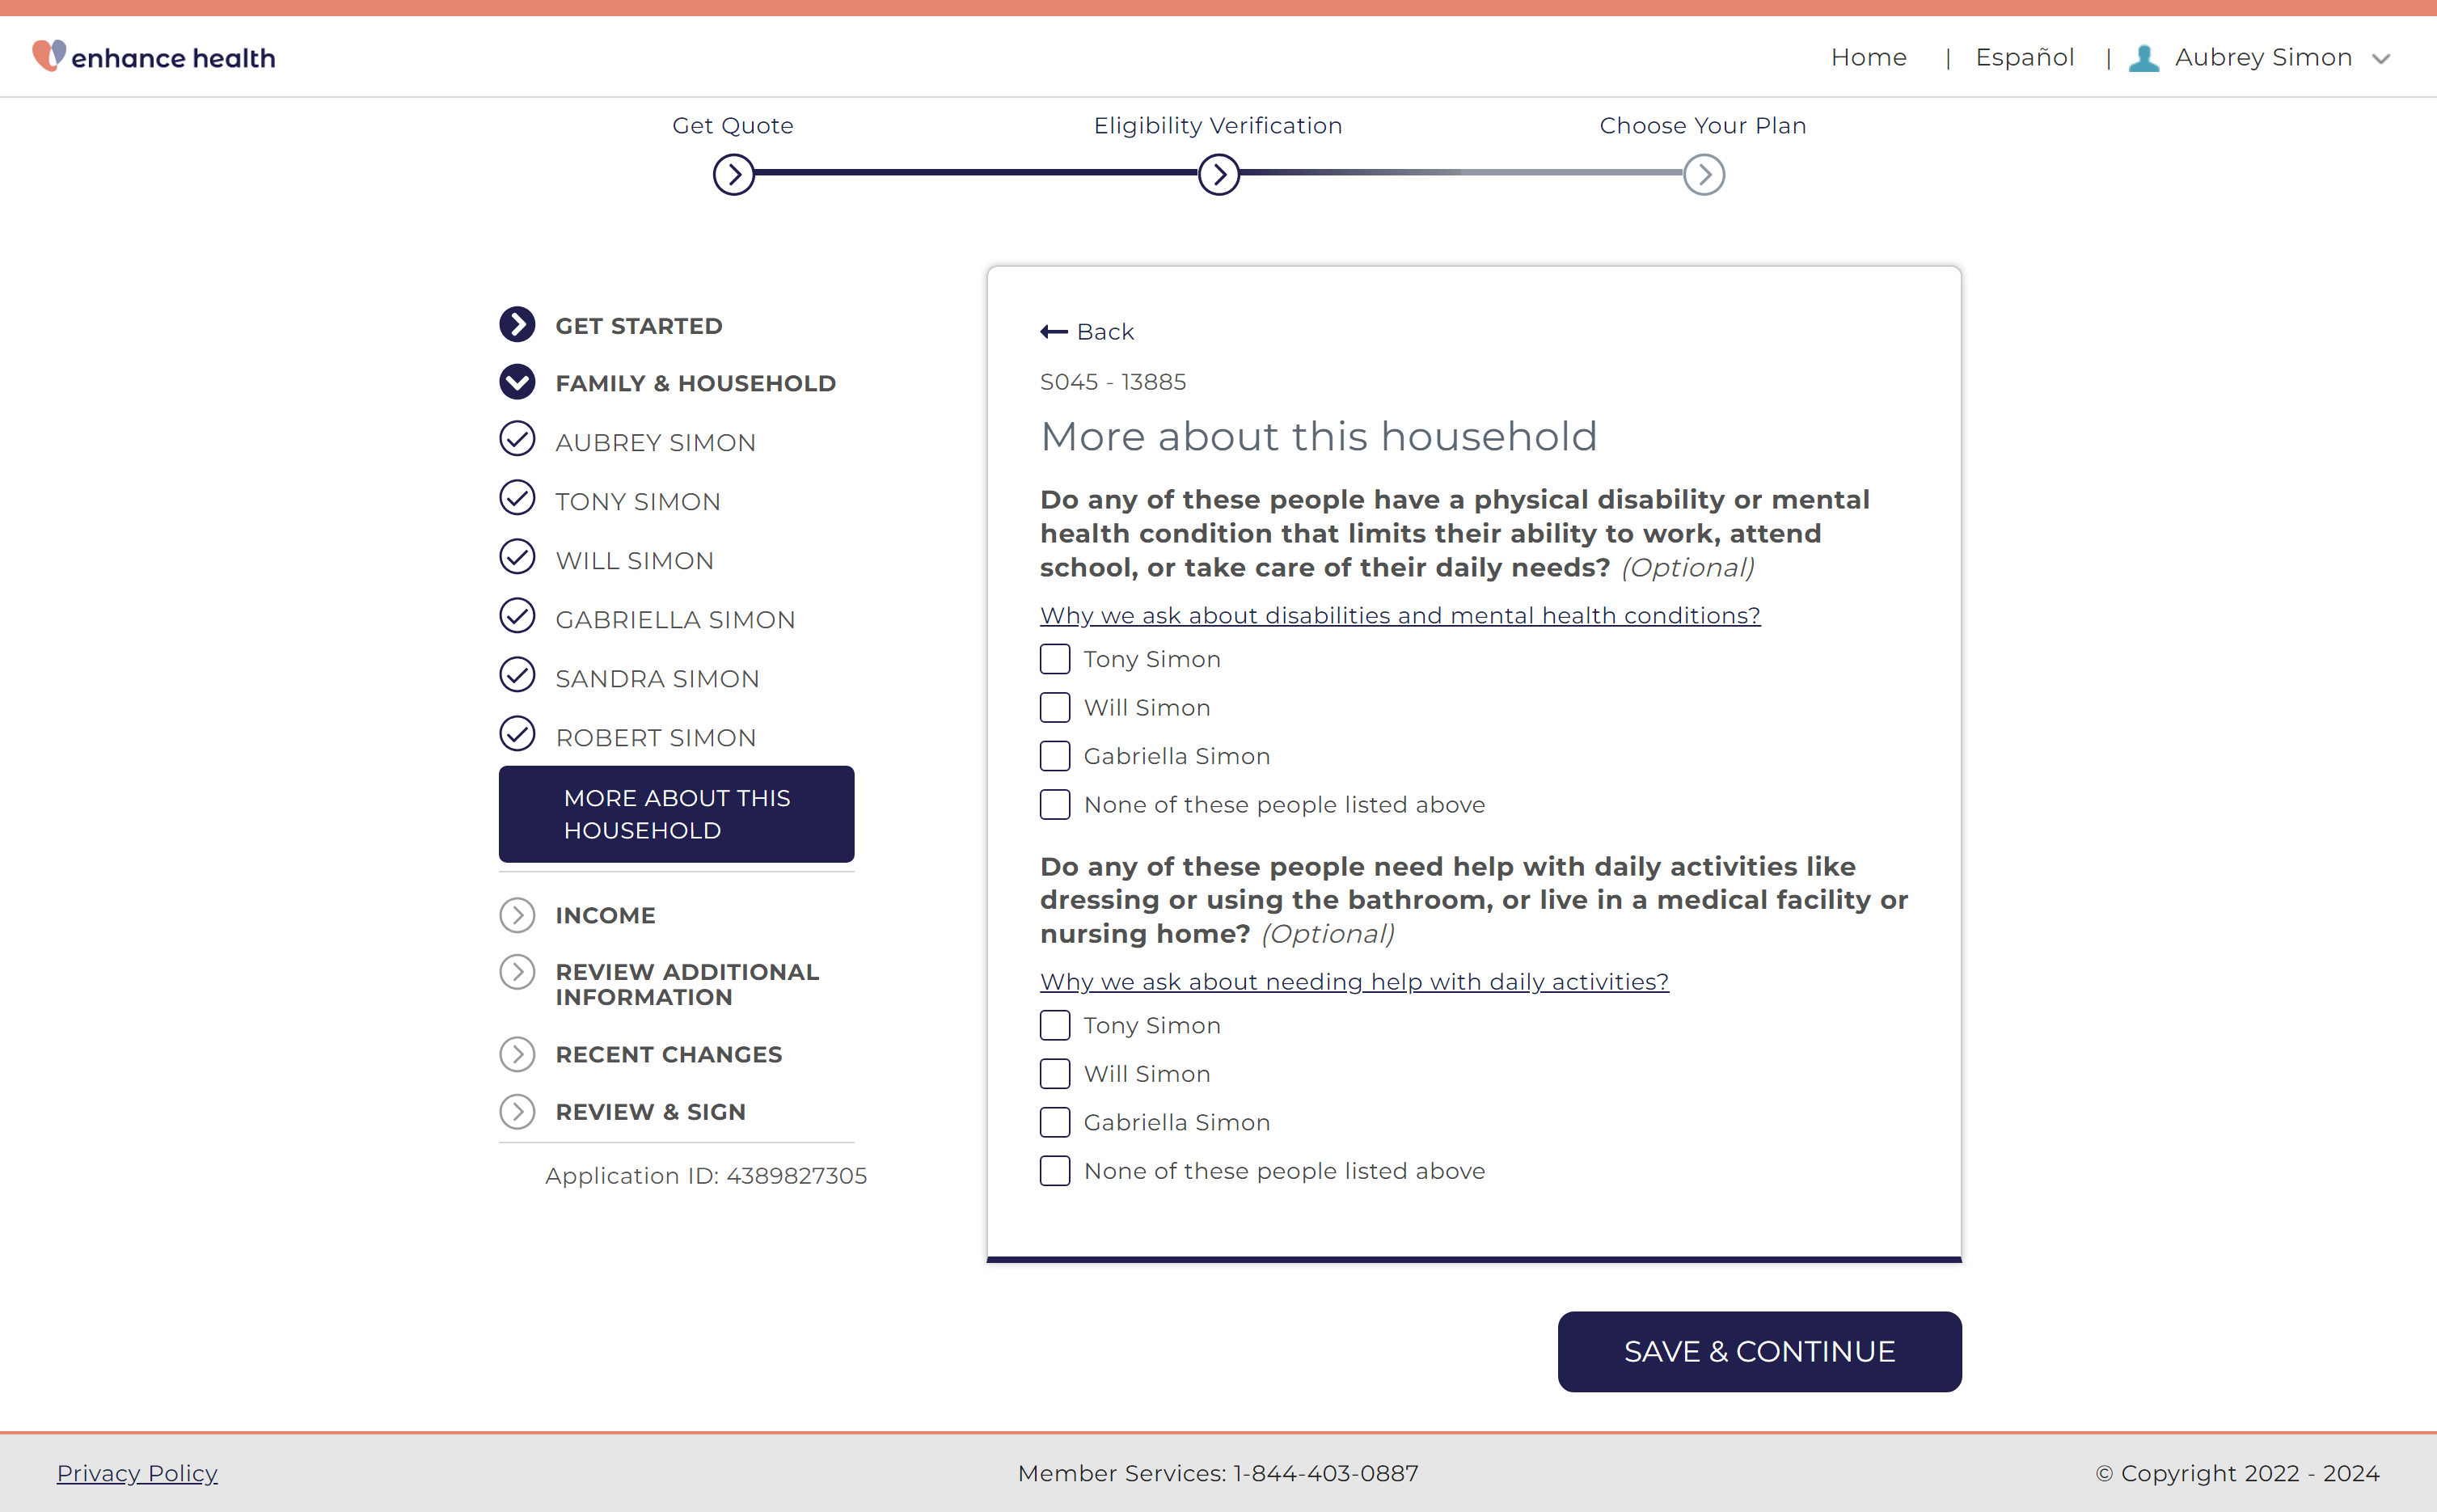 enhance health
Home | Español | Aubrey Simon
Get Quote
Eligibility Verification
Choose Your Plan
GET STARTED
FAMILY & HOUSEHOLD
AUBREY SIMON
TONY SIMON
WILL SIMON
GABRIELLA SIMON
SANDRA SIMON
ROBERT SIMON
MORE ABOUT THIS
HOUSEHOLD
INCOME
REVIEW ADDITIONAL
INFORMATION
RECENT CHANGES
REVIEW & SIGN
Application ID: 4389827305
Back
S045 - 13885
More about this household
Do any of these people have a physical disability or mental
health condition that limits their ability to work, attend
school, or take care of their daily needs? (Optional)
Why we ask about disabilities and mental health conditions?
Tony Simon
Will Simon
Gabriella Simon
None of these people listed above
Do any of these people need help with daily activities like
dressing or using the bathroom, or live in a medical facility or
nursing home? (Optional)
Why we ask about needing help with daily activities?
Tony Simon
Will Simon
Gabriella Simon
None of these people listed above
SAVE & CONTINUE
Privacy Policy
Member Services: 1-844-403-0887
© Copyright 2022 - 2024